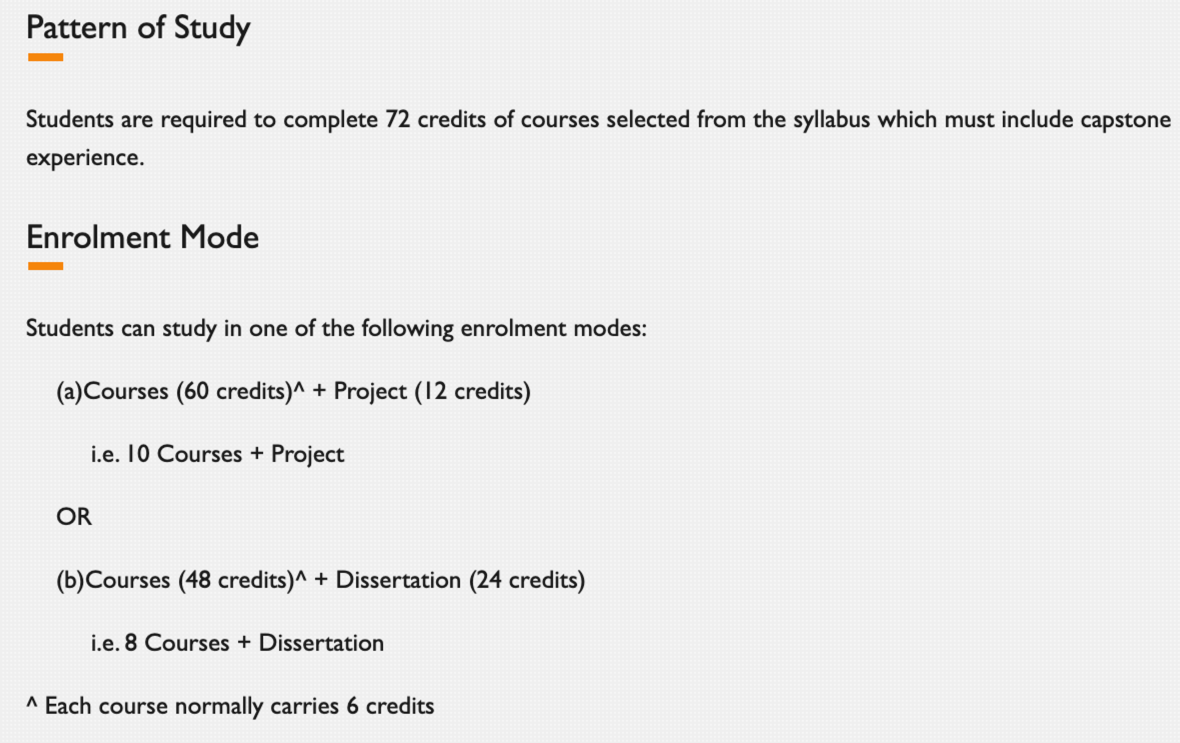 Pattern of Study
Students are required to complete 72 credits of courses selected from the syllabus which must include capstone
experience.
Enrolment Mode
Students can study in one of the following enrolment modes:
(a)Courses (60 credits)^ + Project (12 credits)
i.e. 10 Courses + Project
OR
(b)Courses (48 credits)^ + Dissertation (24 credits)
i.e. 8 Courses + Dissertation
^ Each course normally carries 6 credits